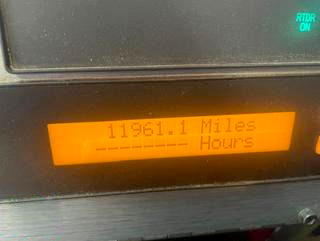 RTDR
ON
11961.1 Miles
-------- Hours